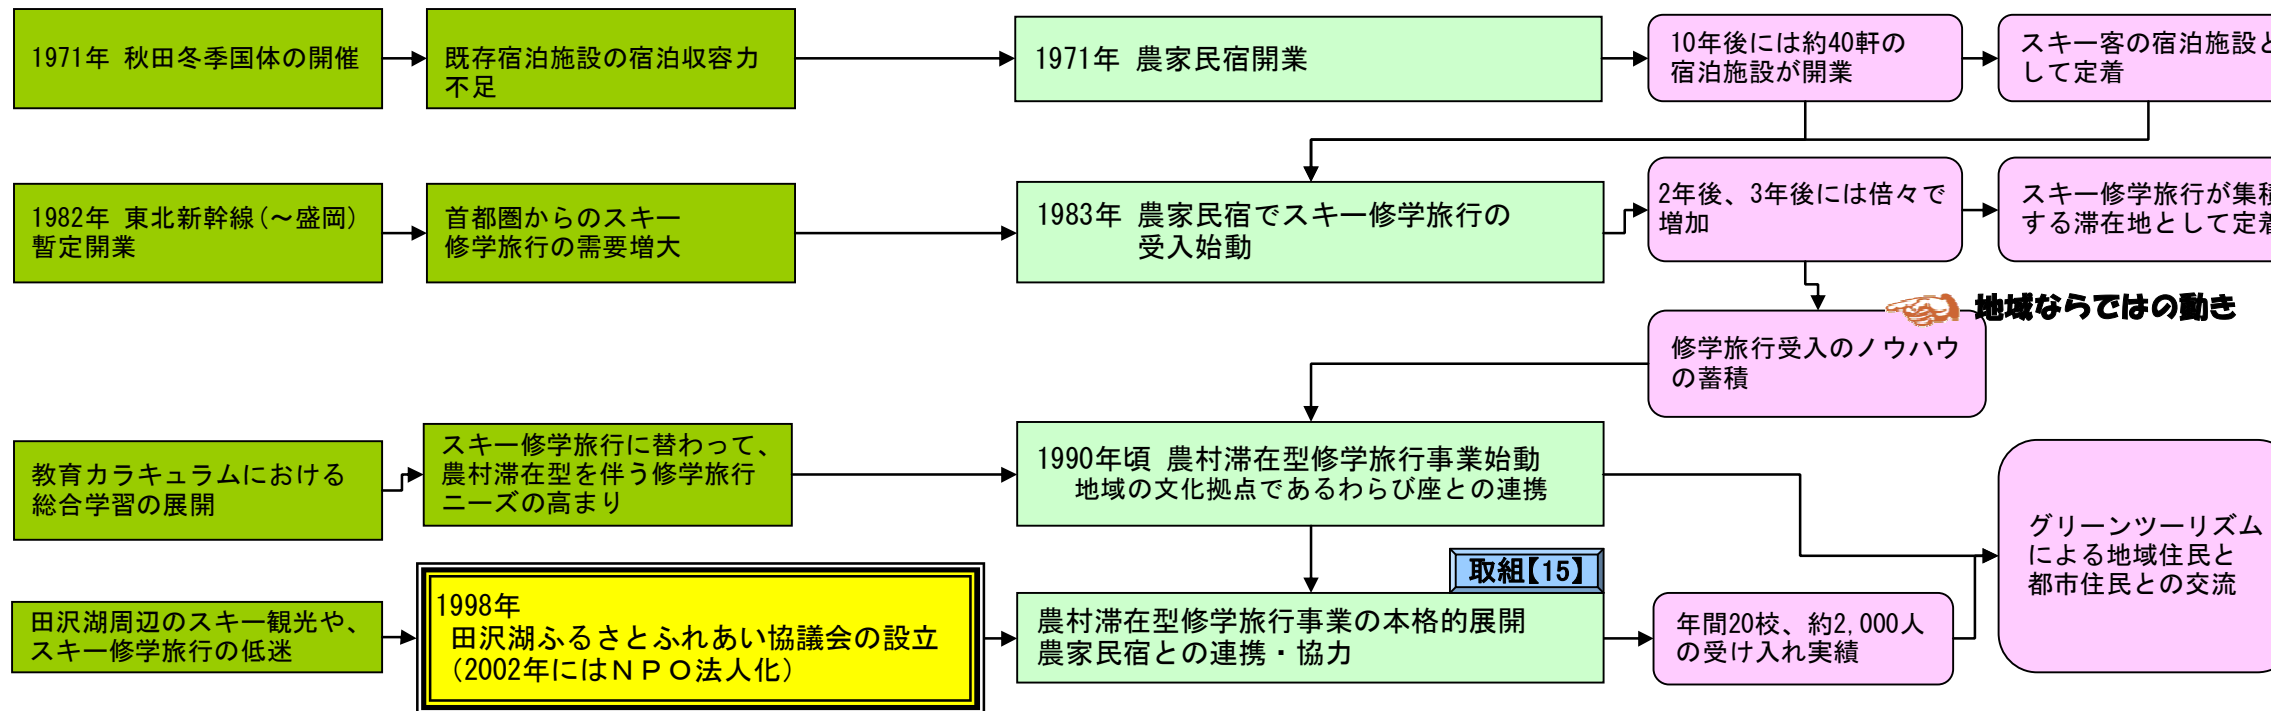 1971年 秋田冬季国体の開催
既存宿泊施設の宿泊収容力
不足
1971年 農家民宿開業
10年後には約40軒の
宿泊施設が開業
スキー客の宿泊施設と
して定着
1982年 東北新幹線(～盛岡)
暫定開業
首都圏からのスキー
修学旅行の需要増大
1983年 農家民宿でスキー修学旅行の
受入始動
2年後、3年後には倍々で
増加
スキー修学旅行が集積
する滞在地として定着
地域ならではの動き
修学旅行受入のノウハウ
の蓄積
教育カラキュラムにおける
総合学習の展開
スキー修学旅行に替わって、
農村滞在型を伴う修学旅行
ニーズの高まり
1990年頃 農村滞在型修学旅行事業始動
地域の文化拠点であるわらび座との連携
グリーンツーリズム
による地域住民と
都市住民との交流
田沢湖周辺のスキー観光や、
スキー修学旅行の低迷
1998年
田沢湖ふるさとふれあい協議会の設立
(2002年にはＮＰＯ法人化)
取組【15】
農村滞在型修学旅行事業の本格的展開
農家民宿との連携・協力
年間20校、約2,000人
の受け入れ実績